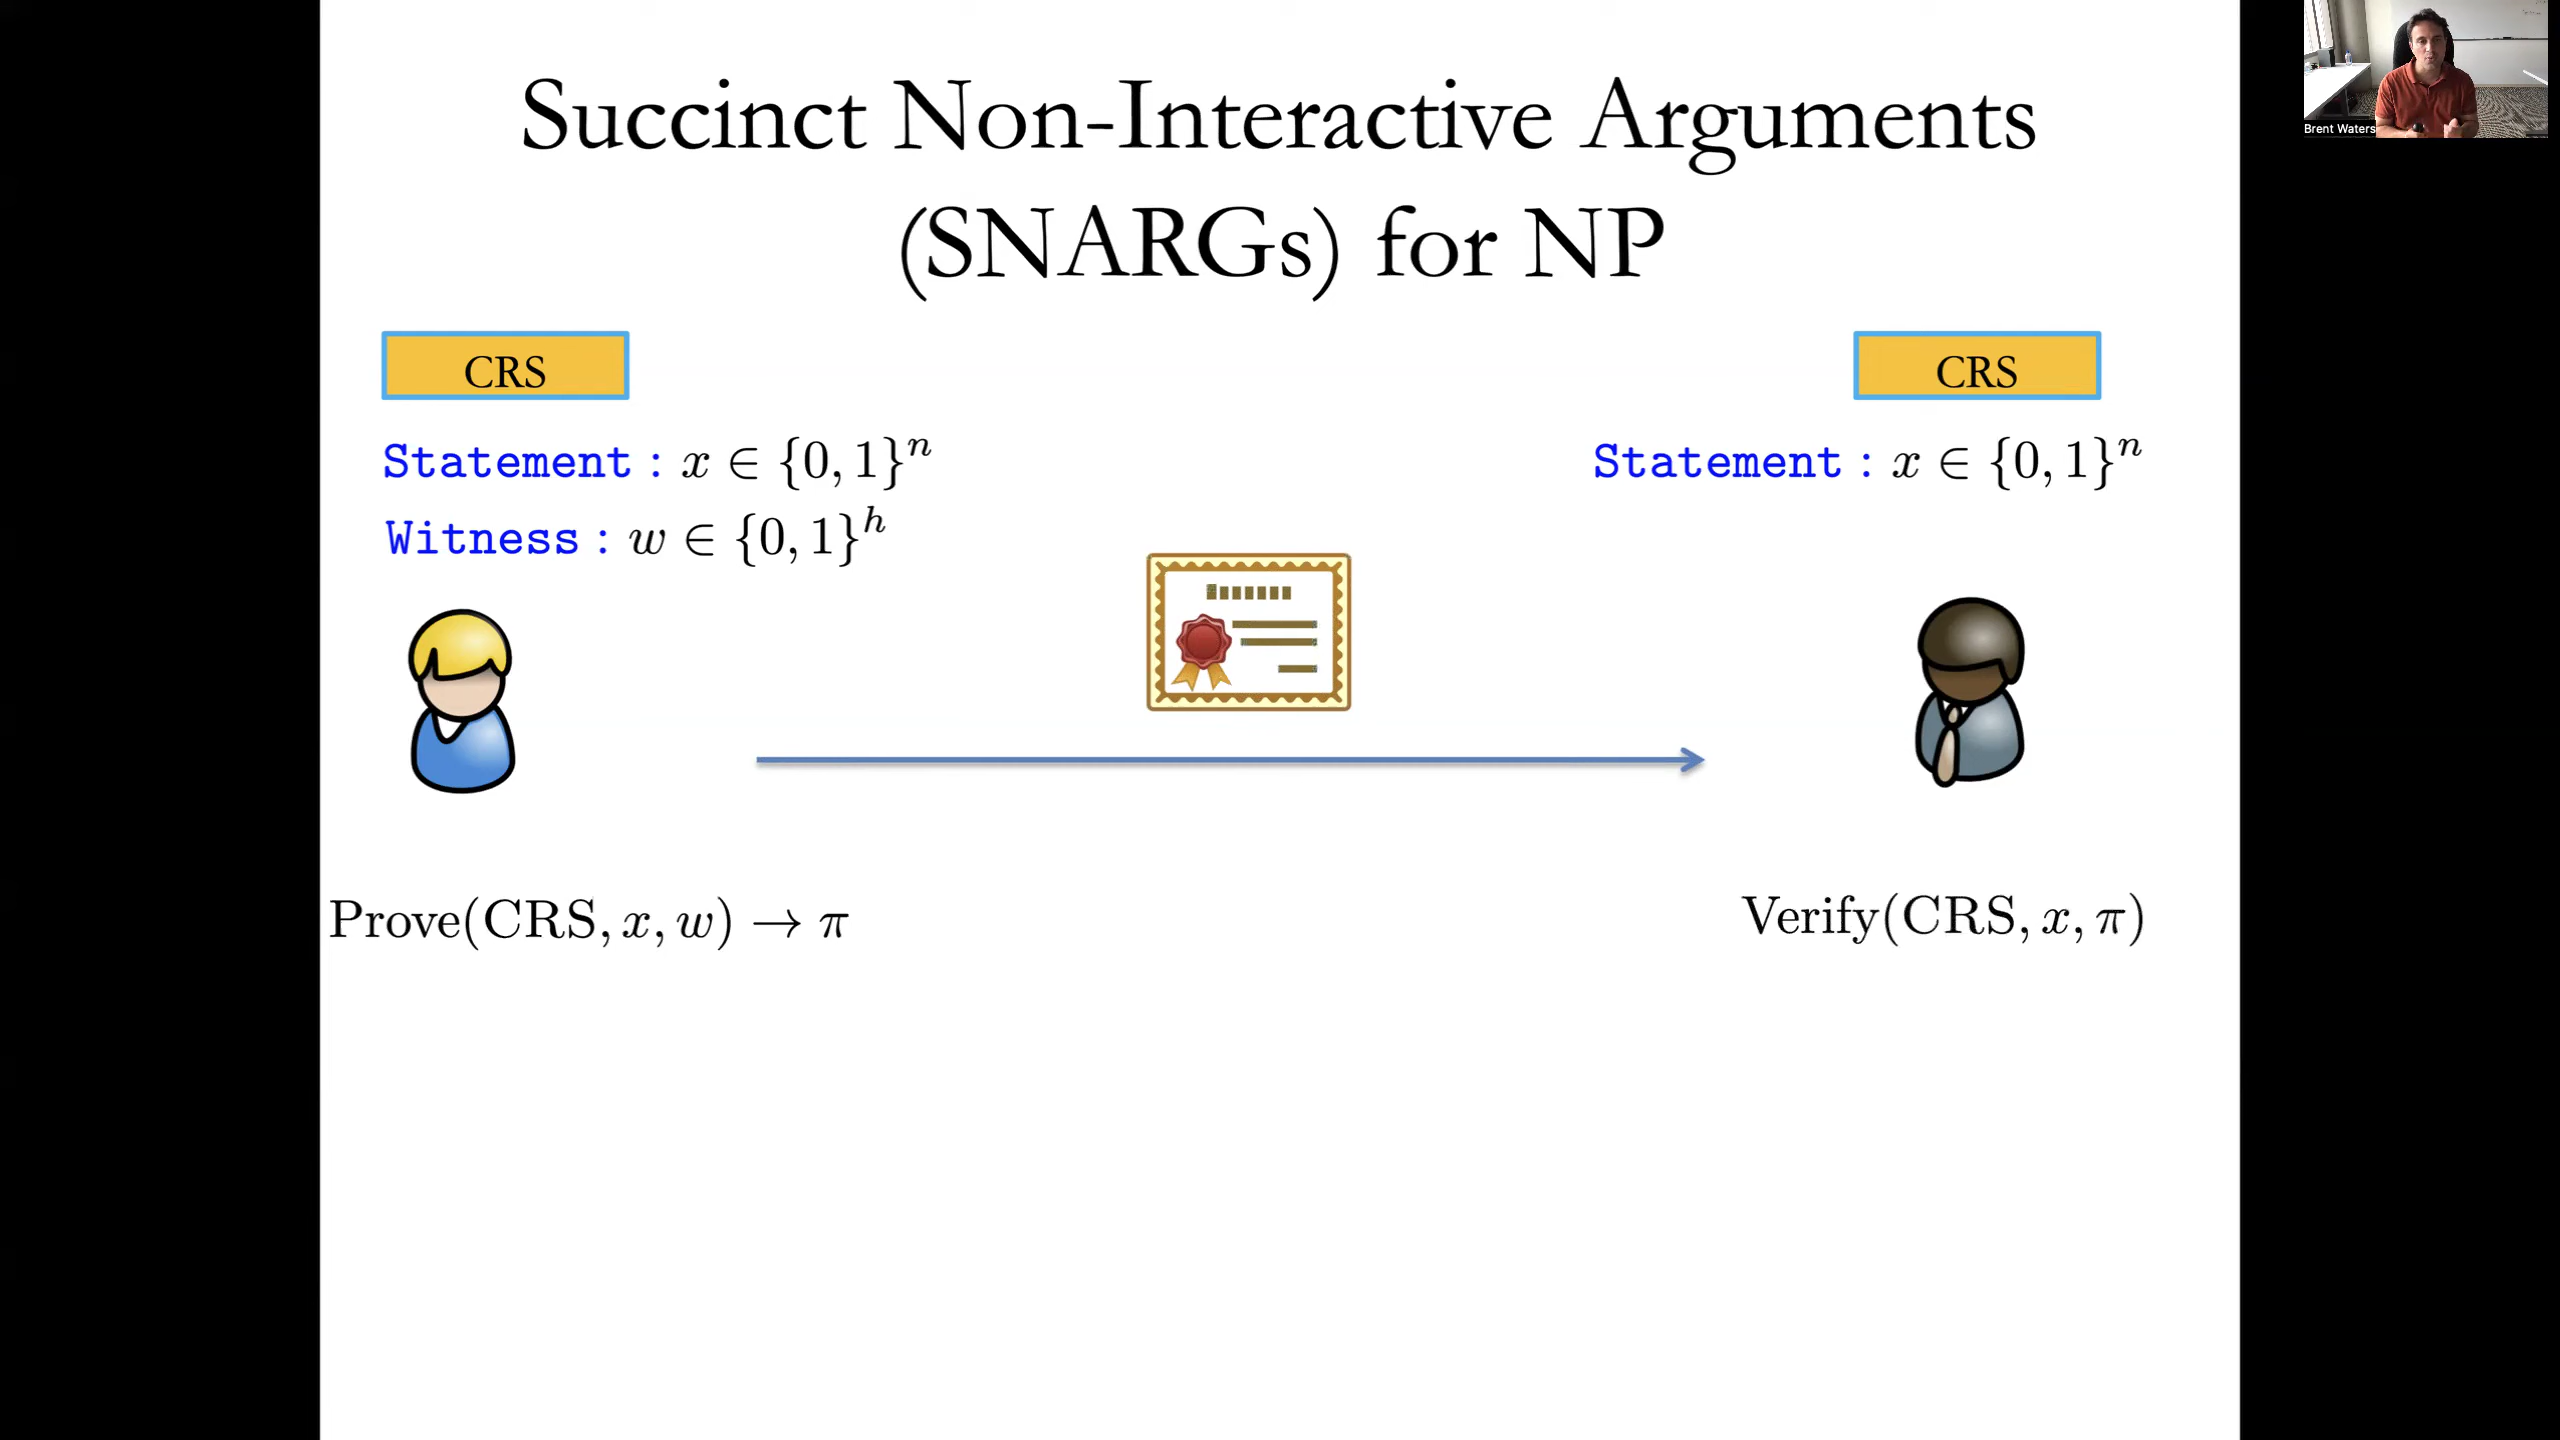 Succinct Non-Interactive Arguments
(SNARGs) for NP
CRS
CRS
Statement : x ∈ {0, 1}ⁿ
Statement : x ∈ {0, 1}ⁿ
Witness : w ∈ {0, 1}ʰ
Prove(CRS, x, w) → π
Verify(CRS, x, π)
Brent Waters